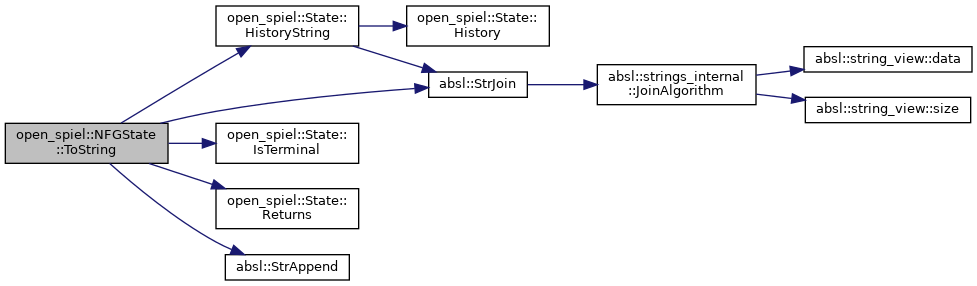 open_spiel::NFGState
::ToString
open_spiel::State::
HistoryString
open_spiel::State::
History
absl::StrJoin
absl::strings_internal
::JoinAlgorithm
absl::string_view::data
absl::string_view::size
open_spiel::State::
IsTerminal
open_spiel::State::
Returns
absl::StrAppend